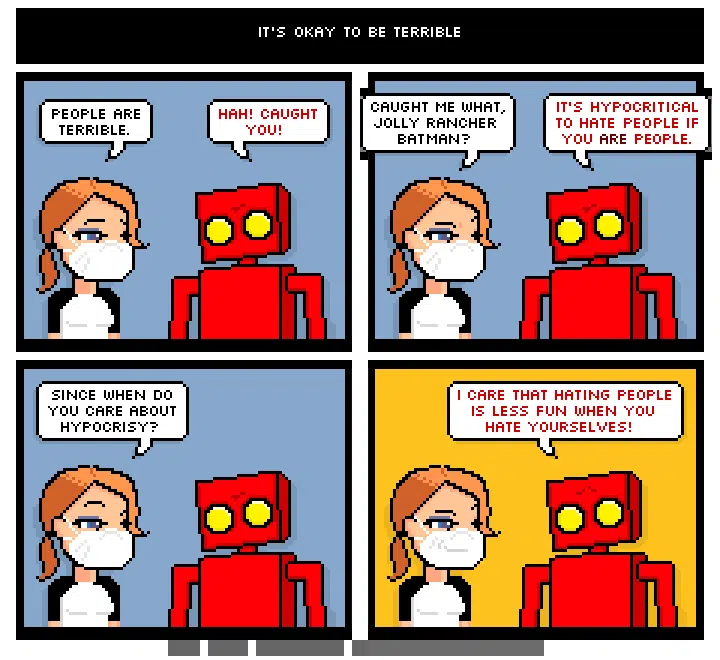 IT'S OKAY TO BE TERRIBLE
PEOPLE ARE
TERRIBLE.
HAH! CAUGHT
YOU!
CAUGHT ME WHAT,
JOLLY RANCHER
BATMAN?
IT'S HYPOCRITICAL
TO HATE PEOPLE IF
YOU ARE PEOPLE.
SINCE WHEN DO
YOU CARE ABOUT
HYPOCRISY?
I CARE THAT HATING PEOPLE
IS LESS FUN WHEN YOU
HATE YOURSELVES!